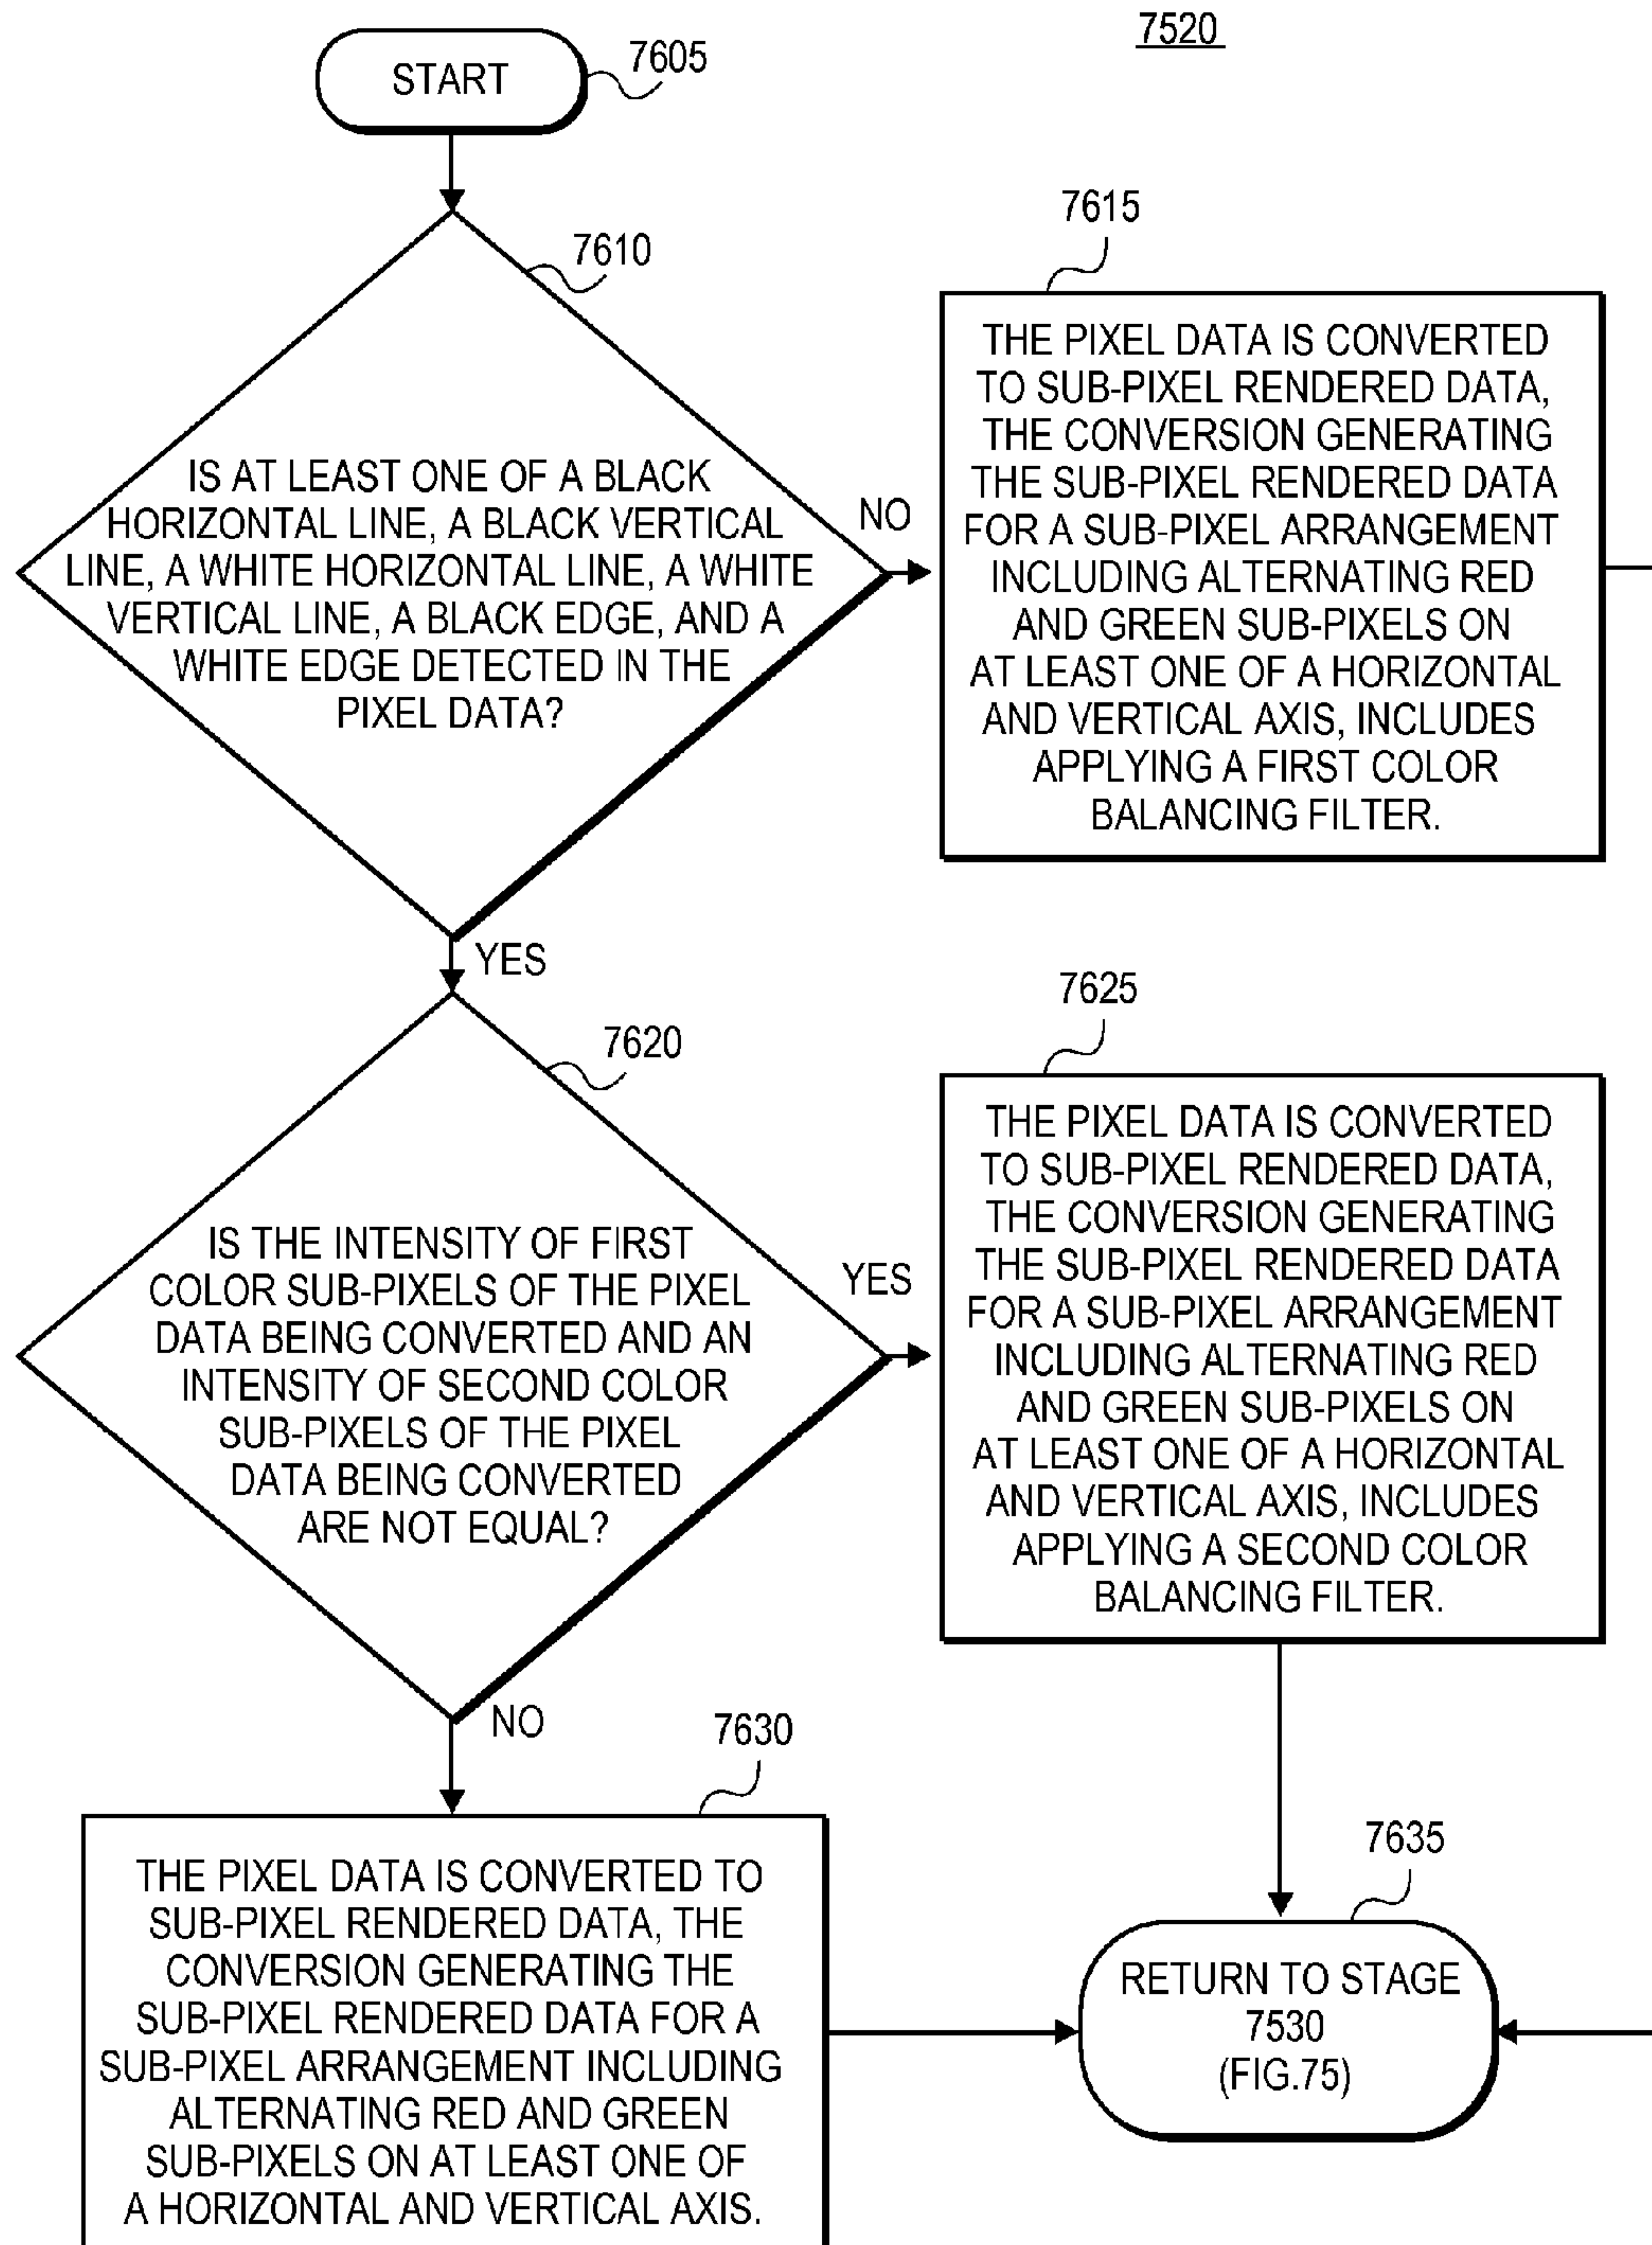 7520
START
7605
7610
IS AT LEAST ONE OF A BLACK
HORIZONTAL LINE, A BLACK VERTICAL
LINE, A WHITE HORIZONTAL LINE, A WHITE
VERTICAL LINE, A BLACK EDGE, AND A
WHITE EDGE DETECTED IN THE
PIXEL DATA?
NO
7615
THE PIXEL DATA IS CONVERTED
TO SUB-PIXEL RENDERED DATA,
THE CONVERSION GENERATING
THE SUB-PIXEL RENDERED DATA
FOR A SUB-PIXEL ARRANGEMENT
INCLUDING ALTERNATING RED
AND GREEN SUB-PIXELS ON
AT LEAST ONE OF A HORIZONTAL
AND VERTICAL AXIS, INCLUDES
APPLYING A FIRST COLOR
BALANCING FILTER.
YES
7620
IS THE INTENSITY OF FIRST
COLOR SUB-PIXELS OF THE PIXEL
DATA BEING CONVERTED AND AN
INTENSITY OF SECOND COLOR
SUB-PIXELS OF THE PIXEL
DATA BEING CONVERTED
ARE NOT EQUAL?
YES
7625
THE PIXEL DATA IS CONVERTED
TO SUB-PIXEL RENDERED DATA,
THE CONVERSION GENERATING
THE SUB-PIXEL RENDERED DATA
FOR A SUB-PIXEL ARRANGEMENT
INCLUDING ALTERNATING RED
AND GREEN SUB-PIXELS ON
AT LEAST ONE OF A HORIZONTAL
AND VERTICAL AXIS, INCLUDES
APPLYING A SECOND COLOR
BALANCING FILTER.
NO
7630
THE PIXEL DATA IS CONVERTED TO
SUB-PIXEL RENDERED DATA, THE
CONVERSION GENERATING THE
SUB-PIXEL RENDERED DATA FOR A
SUB-PIXEL ARRANGEMENT INCLUDING
ALTERNATING RED AND GREEN
SUB-PIXELS ON AT LEAST ONE OF
A HORIZONTAL AND VERTICAL AXIS.
7635
RETURN TO STAGE
7530
(FIG.75)